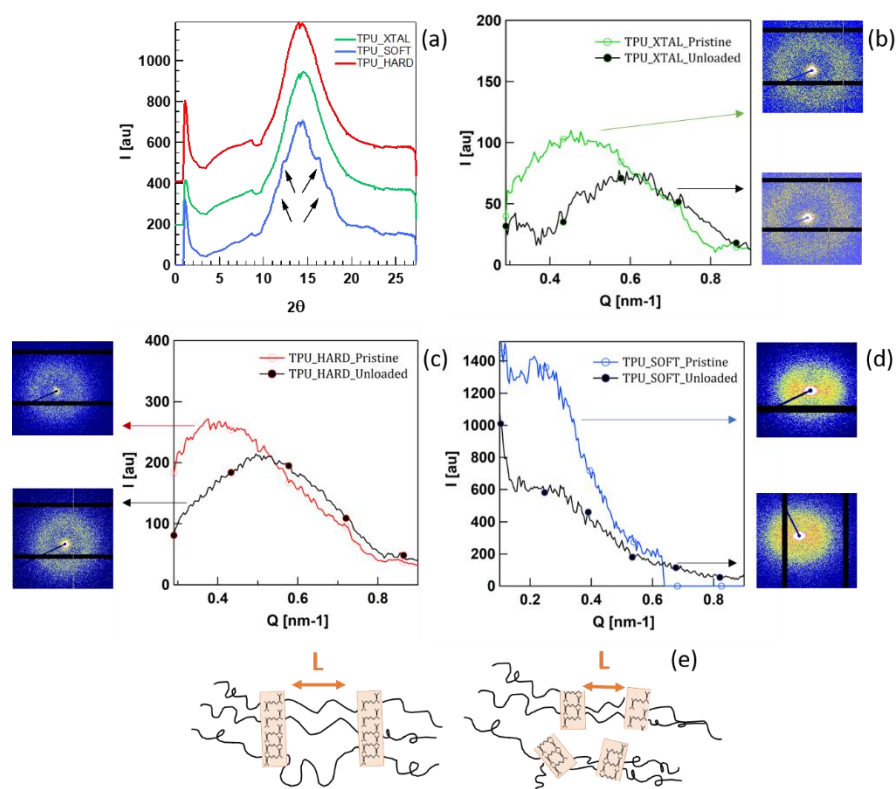 (a)
TPU_XTAL
TPU_SOFT
TPU_HARD
I [au]
1000
800
600
400
200
0
0 5 10 15 20 25
2θ
(b)
TPU_XTAL_Pristine
TPU_XTAL_Unloaded
I [au]
200
150
100
50
0
0.4 0.6 0.8
Q [nm-1]
(c)
TPU_HARD_Pristine
TPU_HARD_Unloaded
I [au]
400
300
200
100
0
0.4 0.6 0.8
Q [nm-1]
(d)
TPU_SOFT_Pristine
TPU_SOFT_Unloaded
I [au]
1400
1200
1000
800
600
400
200
0
0.2 0.4 0.6 0.8
Q [nm-1]
(e)
L
L